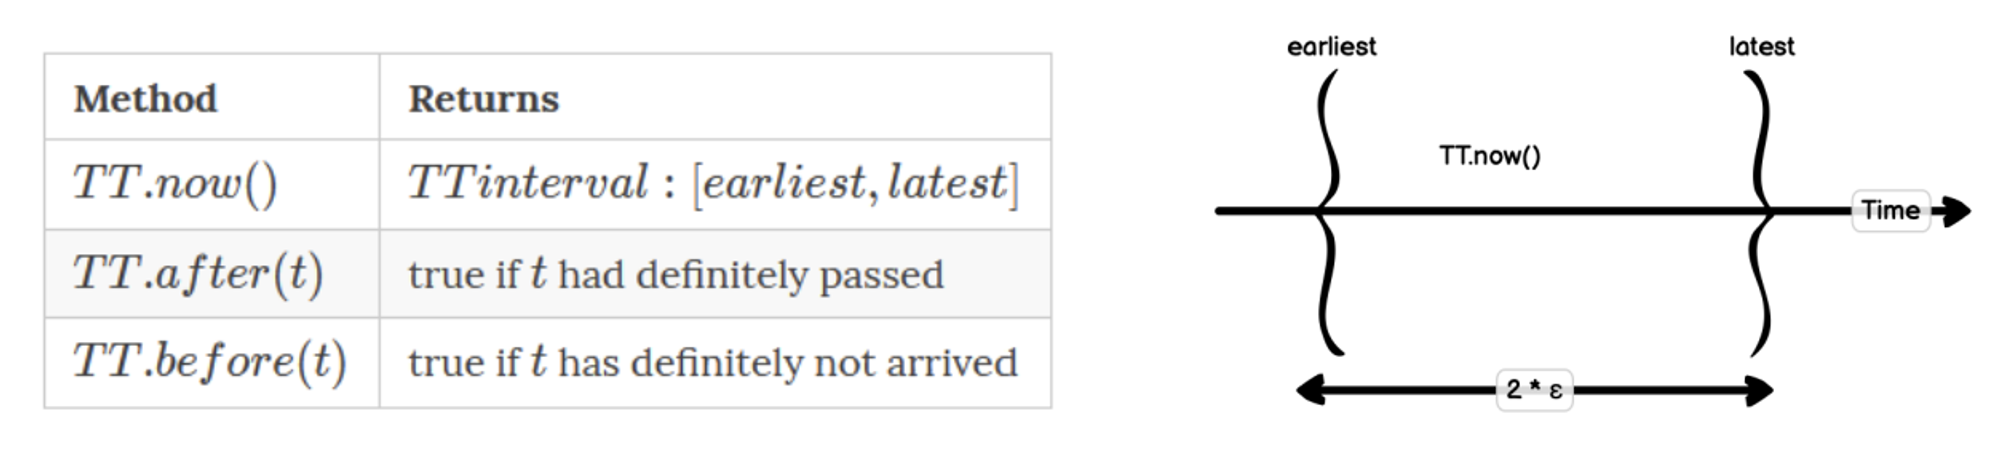 Method Returns
TT.now() TTinterval : [earliest, latest]
TT.after(t) true if t had definitely passed
TT.before(t) true if t has definitely not arrived
earliest latest
TT.now()
Time
2 * ε